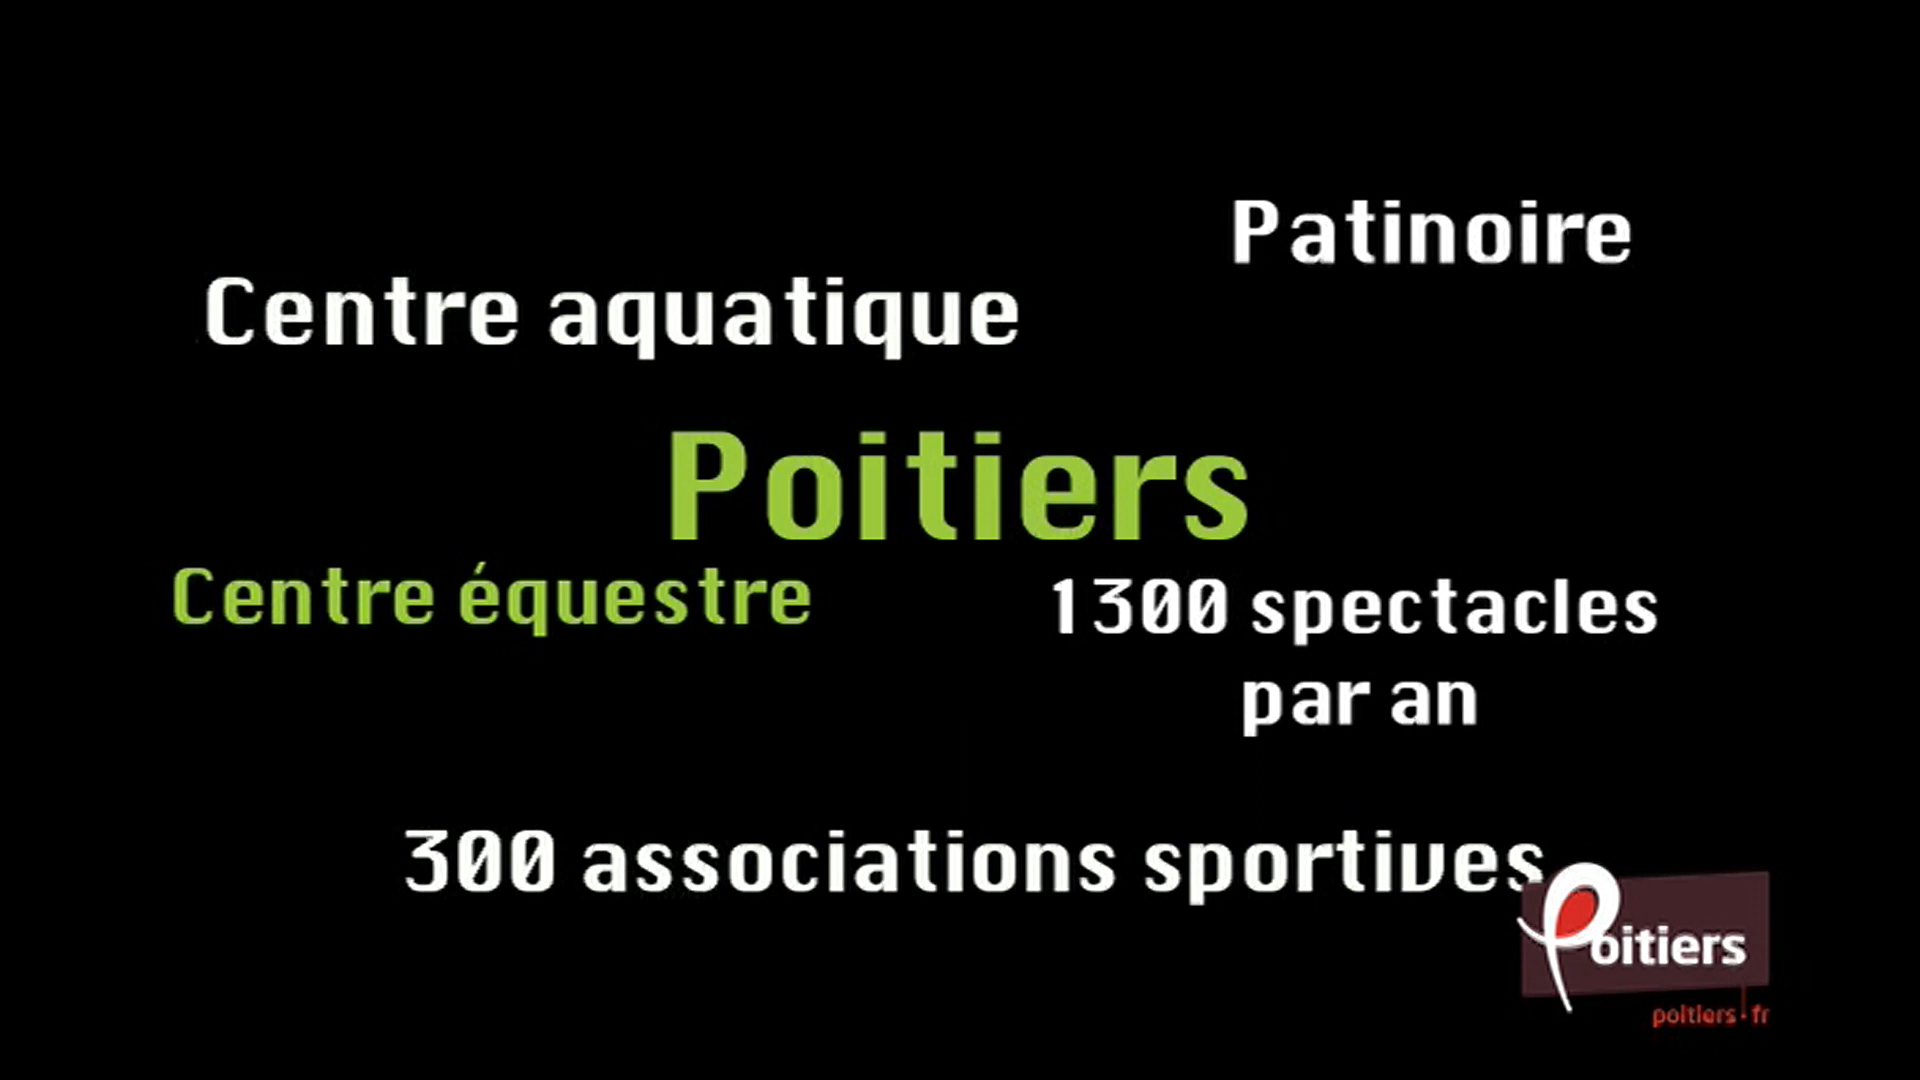 Patinoire
Centre aquatique
Poitiers
Centre équestre
1300 spectacles
par an
300 associations sportives
Poitiers
poitiers.fr